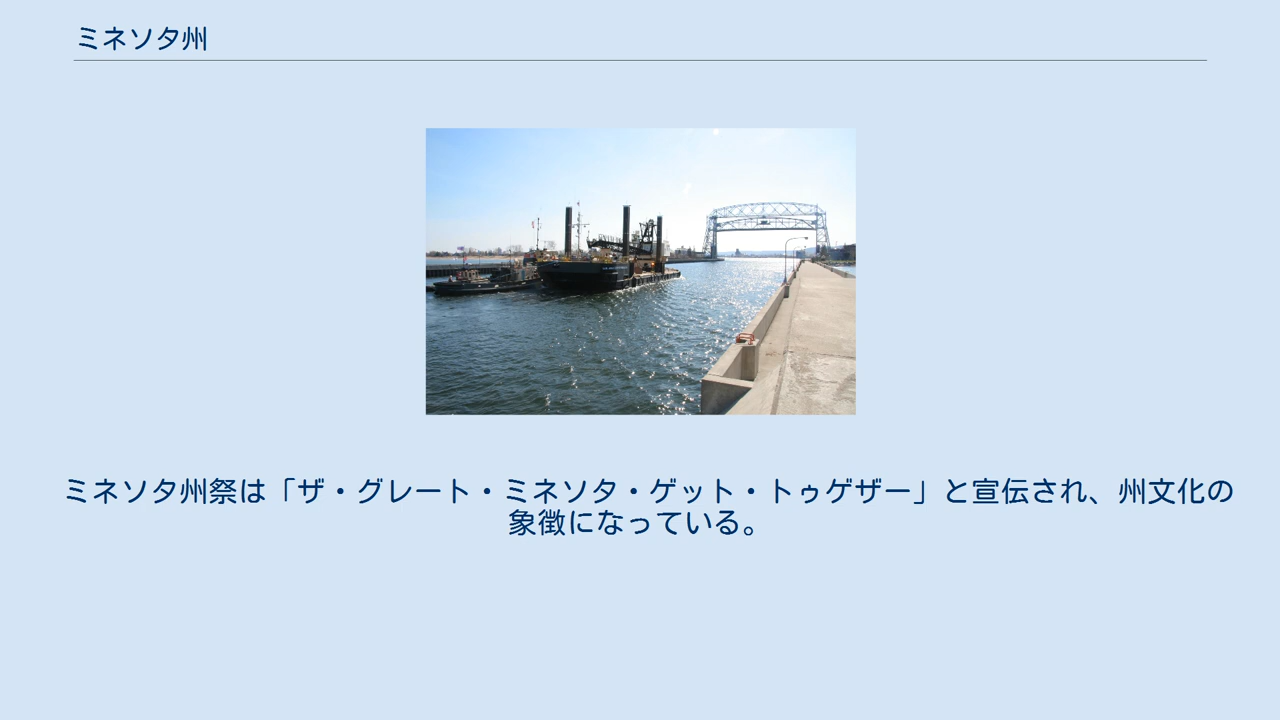 ミネソタ州
ミネソタ州祭は「ザ・グレート・ミネソタ・ゲット・トゥゲザー」と宣伝され、州文化の
象徴になっている。